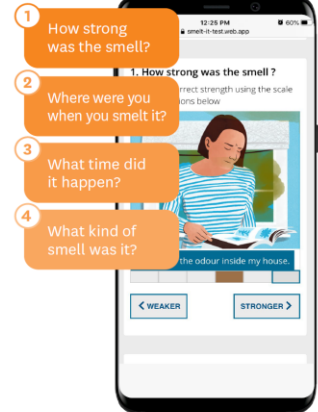 1
How strong
was the smell?
2
Where were you
when you smelt it?
3
What time did
it happen?
4
What kind of
smell was it?
12:25 PM
60%
smelt-it-test.web.app
1. How strong was the smell ?
rrect strength using the scale
ons below
the odour inside my house.
< WEAKER
STRONGER >